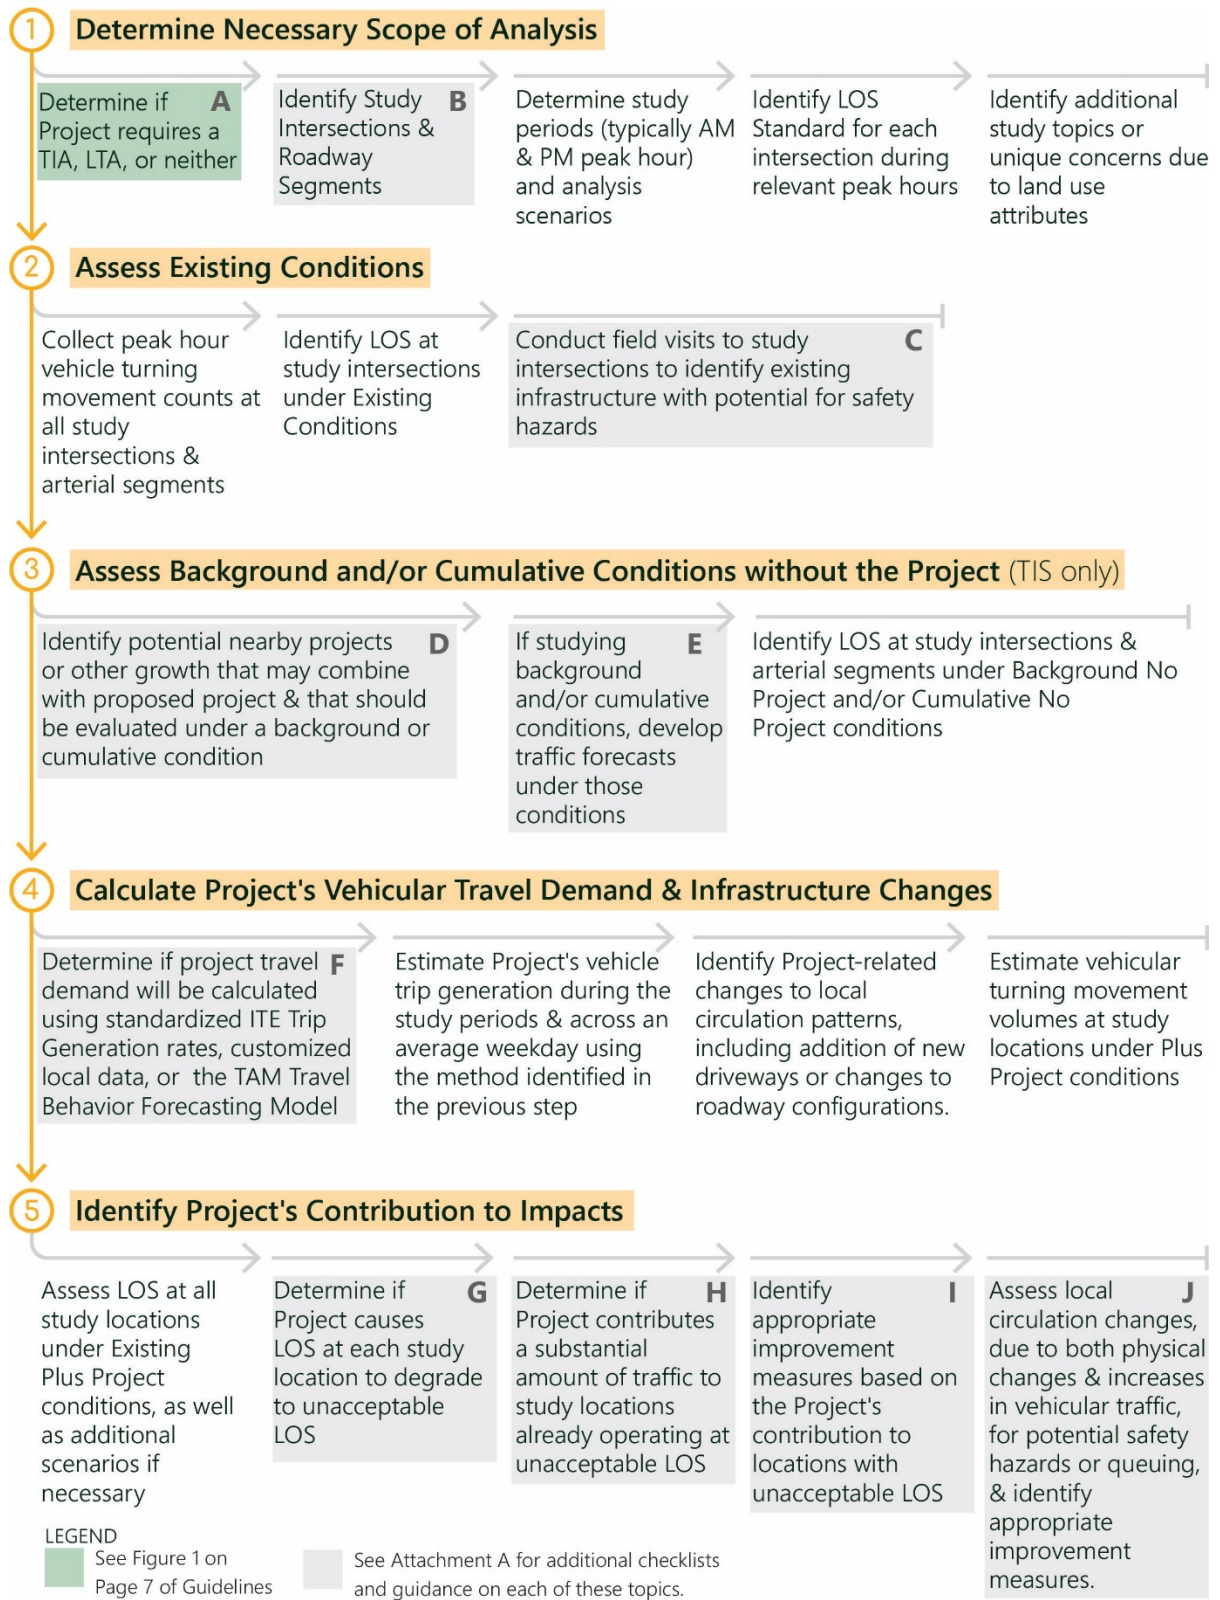 1 Determine Necessary Scope of Analysis
Determine if A
Project requires a
TIA, LTA, or neither
Identify Study B
Intersections &
Roadway
Segments
Determine study
periods (typically AM
& PM peak hour)
and analysis
scenarios
Identify LOS
Standard for each
intersection during
relevant peak hours
Identify additional
study topics or
unique concerns due
to land use
attributes
2 Assess Existing Conditions
Collect peak hour
vehicle turning
movement counts at
all study
intersections &
arterial segments
Identify LOS at
study intersections
under Existing
Conditions
Conduct field visits to study C
intersections to identify existing
infrastructure with potential for safety
hazards
3 Assess Background and/or Cumulative Conditions without the Project (TIS only)
Identify potential nearby projects D
or other growth that may combine
with proposed project & that should
be evaluated under a background or
cumulative condition
If studying E
background
and/or cumulative
conditions, develop
traffic forecasts
under those
conditions
Identify LOS at study intersections &
arterial segments under Background No
Project and/or Cumulative No
Project conditions
4 Calculate Project's Vehicular Travel Demand & Infrastructure Changes
Determine if project travel F
demand will be calculated
using standardized ITE Trip
Generation rates, customized
local data, or the TAM Travel
Behavior Forecasting Model
Estimate Project's vehicle
trip generation during the
study periods & across an
average weekday using
the method identified in
the previous step
Identify Project-related
changes to local
circulation patterns,
including addition of new
driveways or changes to
roadway configurations.
Estimate vehicular
turning movement
volumes at study
locations under Plus
Project conditions
5 Identify Project's Contribution to Impacts
Assess LOS at all
study locations
under Existing
Plus Project
conditions, as well
as additional
scenarios if
necessary
Determine if G
Project causes
LOS at each study
location to degrade
to unacceptable
LOS
Determine if H
Project contributes
a substantial
amount of traffic to
study locations
already operating at
unacceptable LOS
Identify I
appropriate
improvement
measures based on
the Project's
contribution to
locations with
unacceptable LOS
Assess local J
circulation changes,
due to both physical
changes & increases
in vehicular traffic,
for potential safety
hazards or queuing,
& identify
appropriate
improvement
measures.
LEGEND
See Figure 1 on
Page 7 of Guidelines
See Attachment A for additional checklists
and guidance on each of these topics.